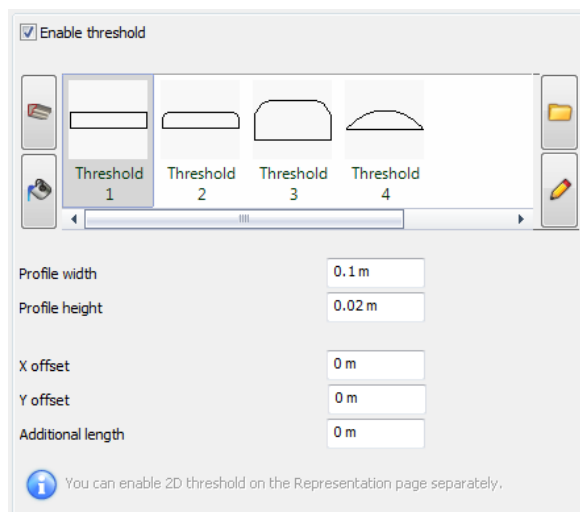 Enable threshold
Threshold Threshold Threshold Threshold
1 2 3 4
Profile width 0.1 m
Profile height 0.02 m
X offset 0 m
Y offset 0 m
Additional length 0 m
You can enable 2D threshold on the Representation page separately.